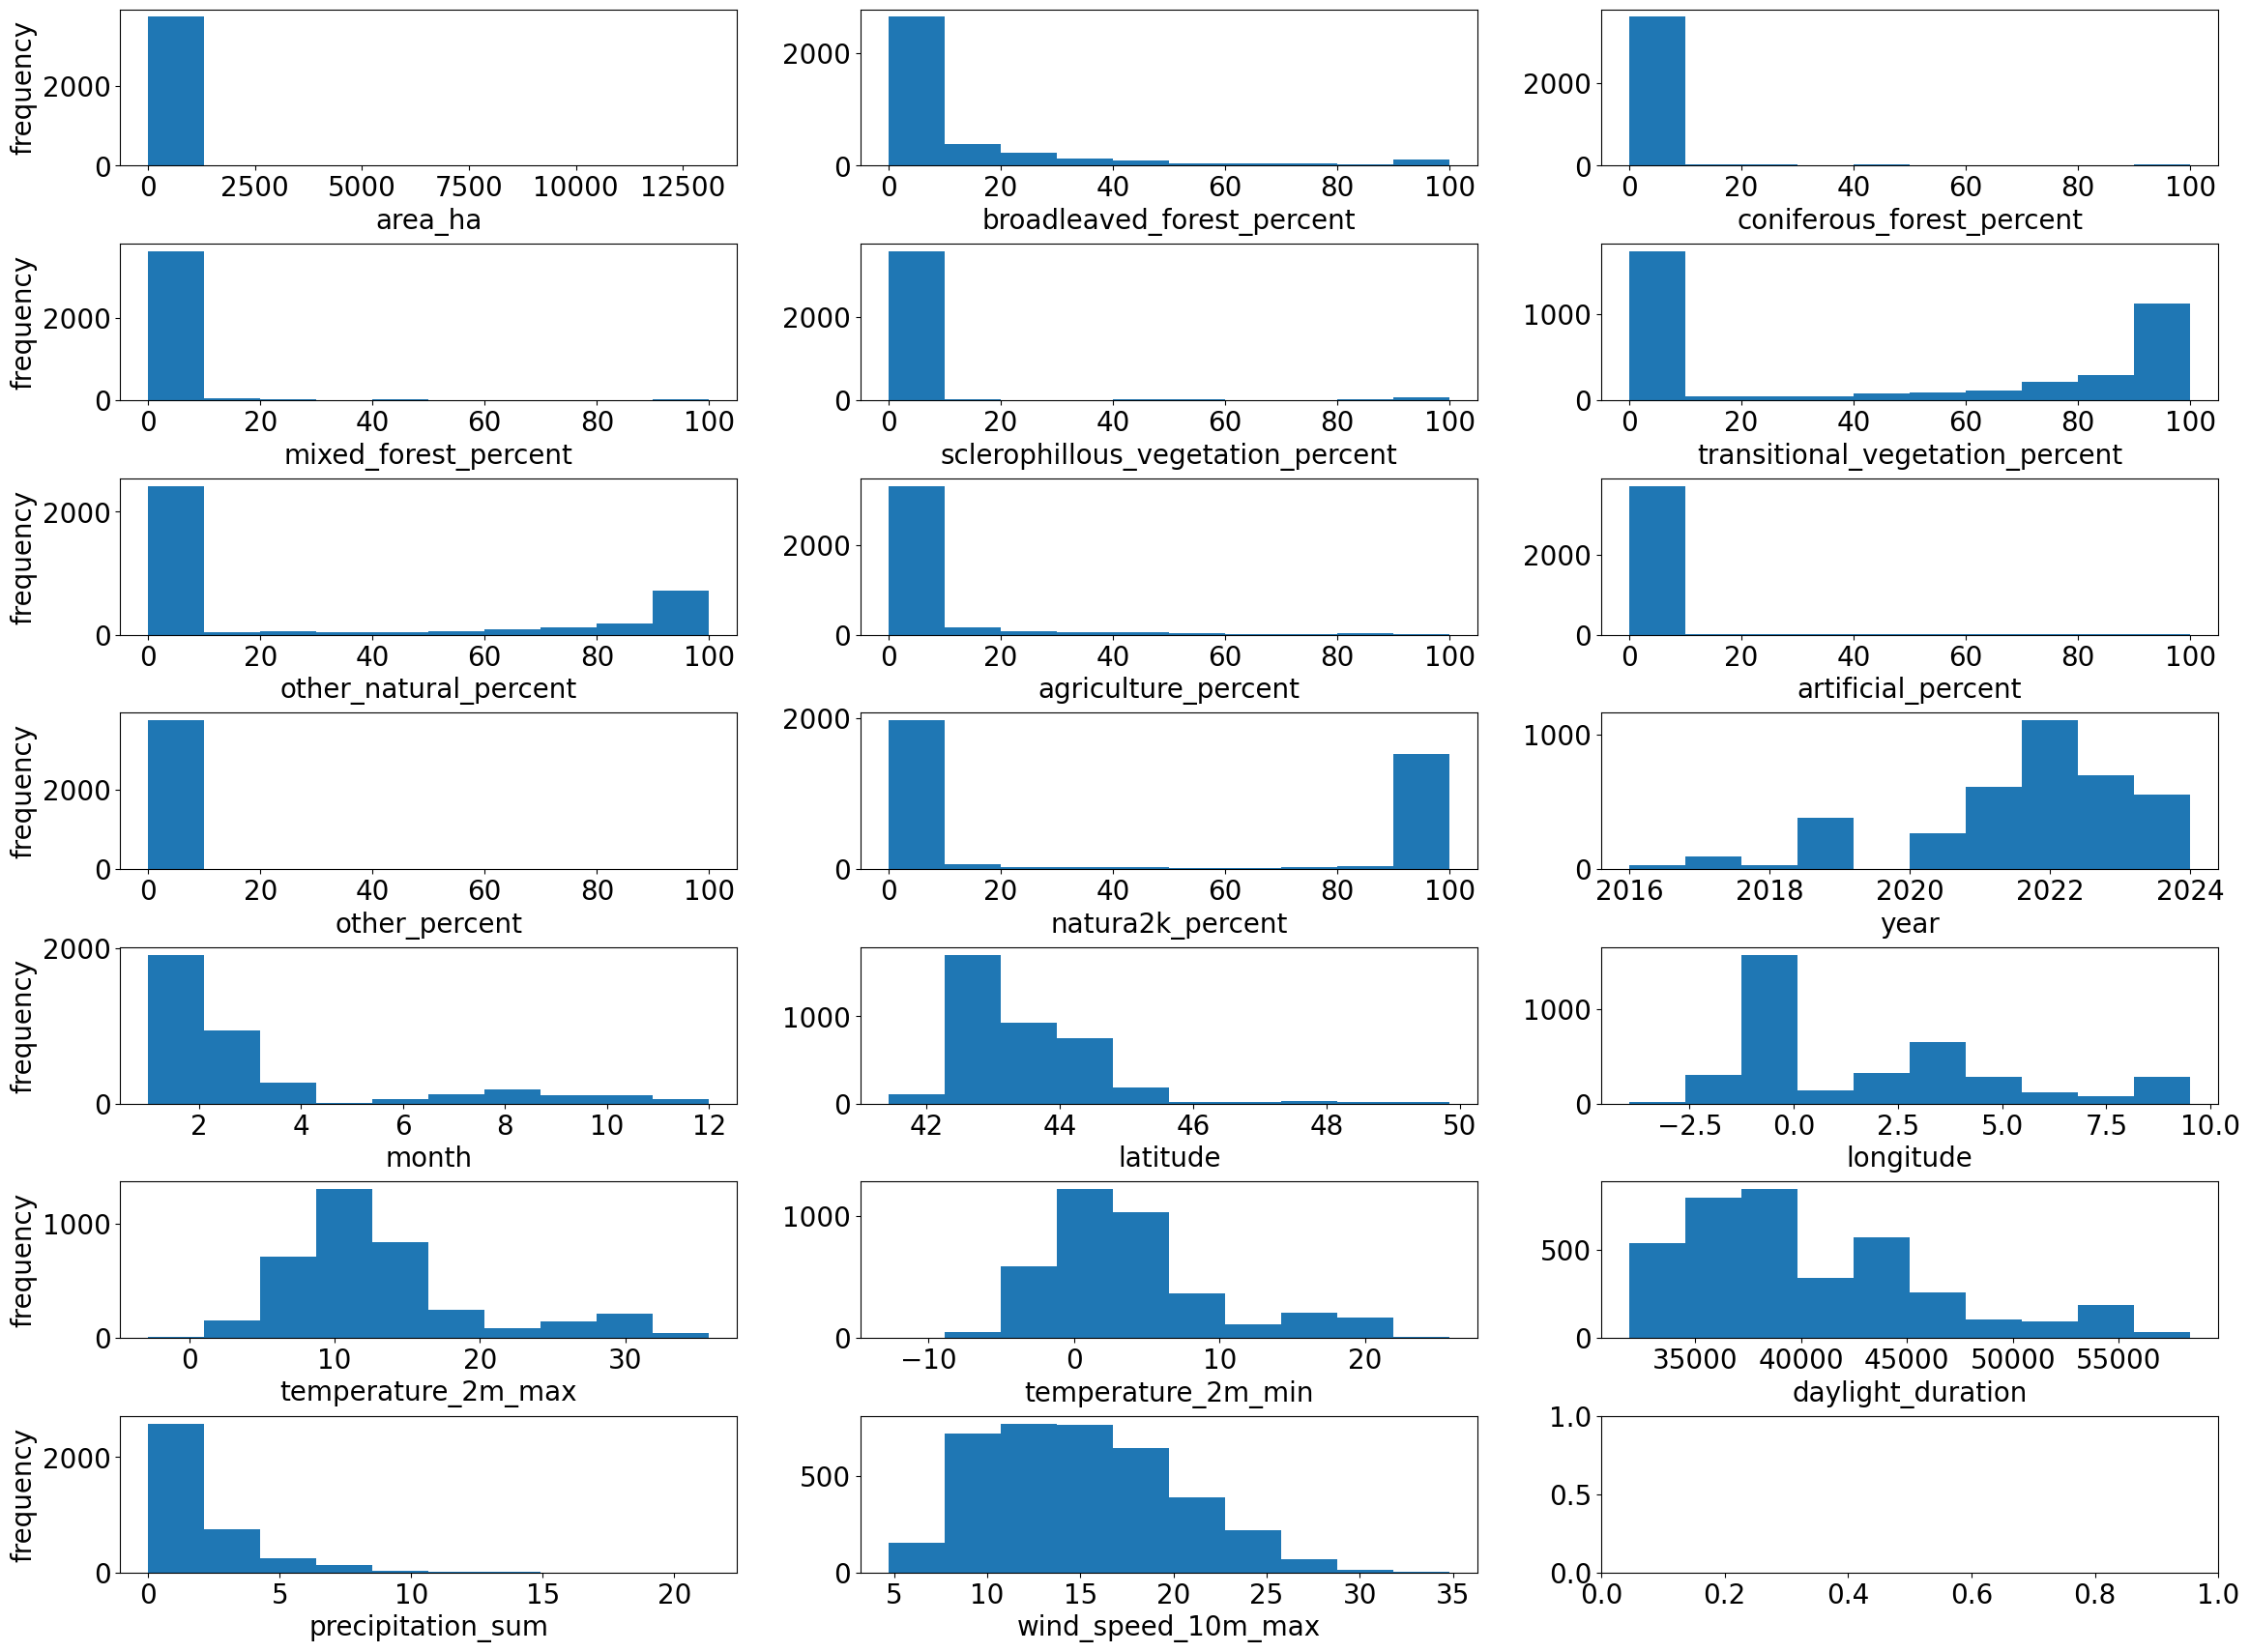 frequency
2000
0
0 2500 5000 7500 10000 12500
area_ha
2000
0
0 20 40 60 80 100
broadleaved_forest_percent
2000
0
0 20 40 60 80 100
coniferous_forest_percent
frequency
2000
0
0 20 40 60 80 100
mixed_forest_percent
2000
0
0 20 40 60 80 100
sclerophillous_vegetation_percent
1000
0
0 20 40 60 80 100
transitional_vegetation_percent
frequency
2000
0
0 20 40 60 80 100
other_natural_percent
2000
0
0 20 40 60 80 100
agriculture_percent
2000
0
0 20 40 60 80 100
artificial_percent
frequency
2000
0
0 20 40 60 80 100
other_percent
2000
0
0 20 40 60 80 100
natura2k_percent
1000
0
2016 2018 2020 2022 2024
year
frequency
2000
0
2 4 6 8 10 12
month
1000
0
42 44 46 48 50
latitude
1000
0
−2.5 0.0 2.5 5.0 7.5 10.0
longitude
frequency
1000
0
0 10 20 30
temperature_2m_max
1000
0
−10 0 10 20
temperature_2m_min
500
0
35000 40000 45000 50000 55000
daylight_duration
frequency
2000
0
0 5 10 15 20
precipitation_sum
500
0
5 10 15 20 25 30 35
wind_speed_10m_max
1.0
0.5
0.0
0.0 0.2 0.4 0.6 0.8 1.0